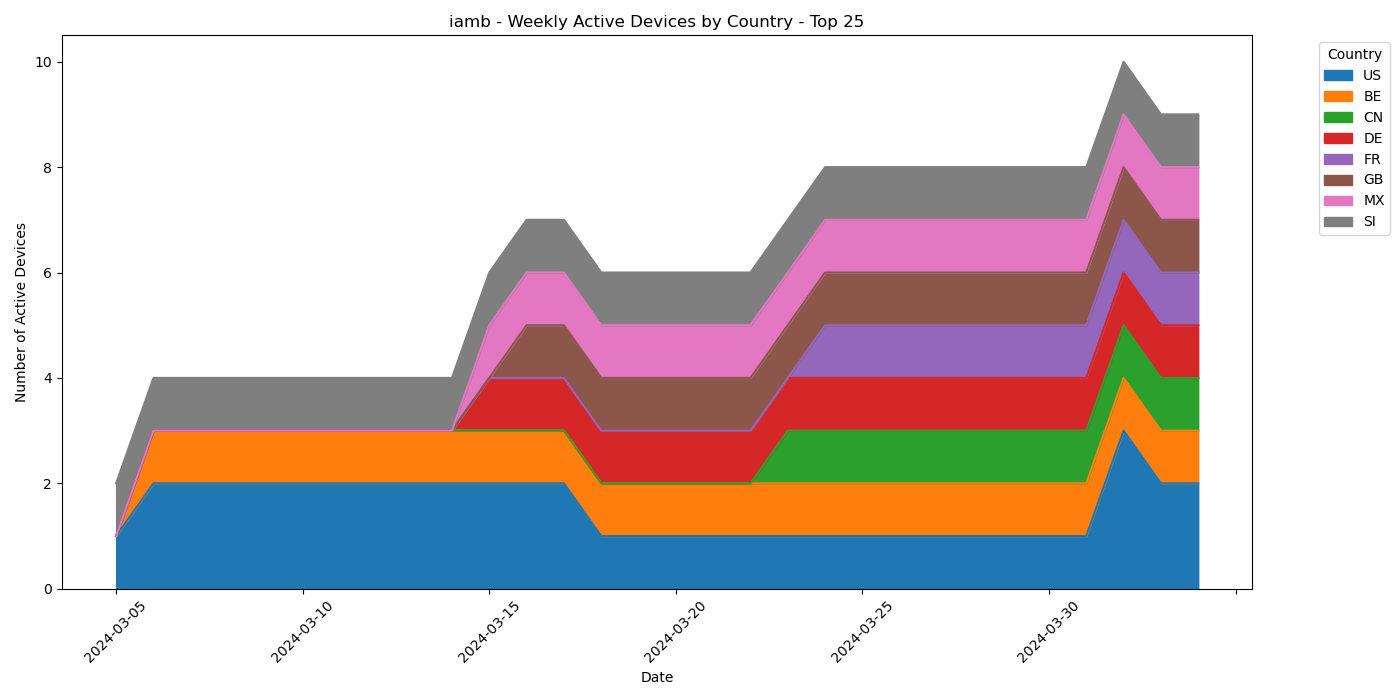 iamb - Weekly Active Devices by Country - Top 25
Number of Active Devices
10
8
6
4
2
0
2024-03-05
2024-03-10
2024-03-15
2024-03-20
2024-03-25
2024-03-30
Date
Country
US
BE
CN
DE
FR
GB
MX
SI